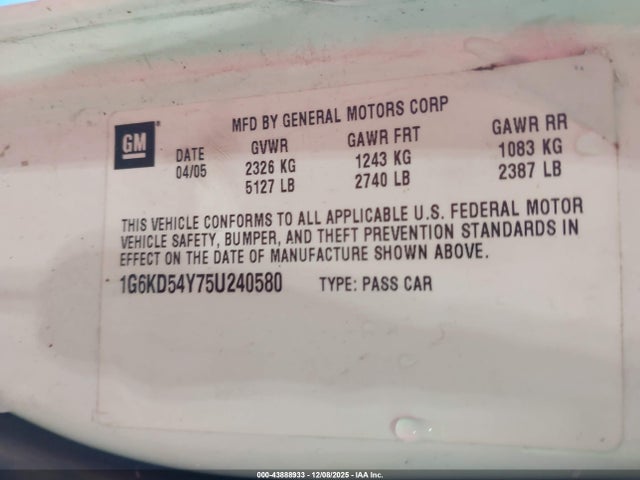 MFD BY GENERAL MOTORS CORP
GM
DATE GVWR GAWR FRT GAWR RR
04/05 2326 KG 1243 KG 1083 KG
5127 LB 2740 LB 2387 LB
THIS VEHICLE CONFORMS TO ALL APPLICABLE U.S. FEDERAL MOTOR
VEHICLE SAFETY, BUMPER, AND THEFT PREVENTION STANDARDS IN
EFFECT ON THE DATE OF MANUFACTURE SHOWN ABOVE.
1G6KD54Y75U240580 TYPE: PASS CAR
000-43888933 - 12/08/2025 - IAA Inc.